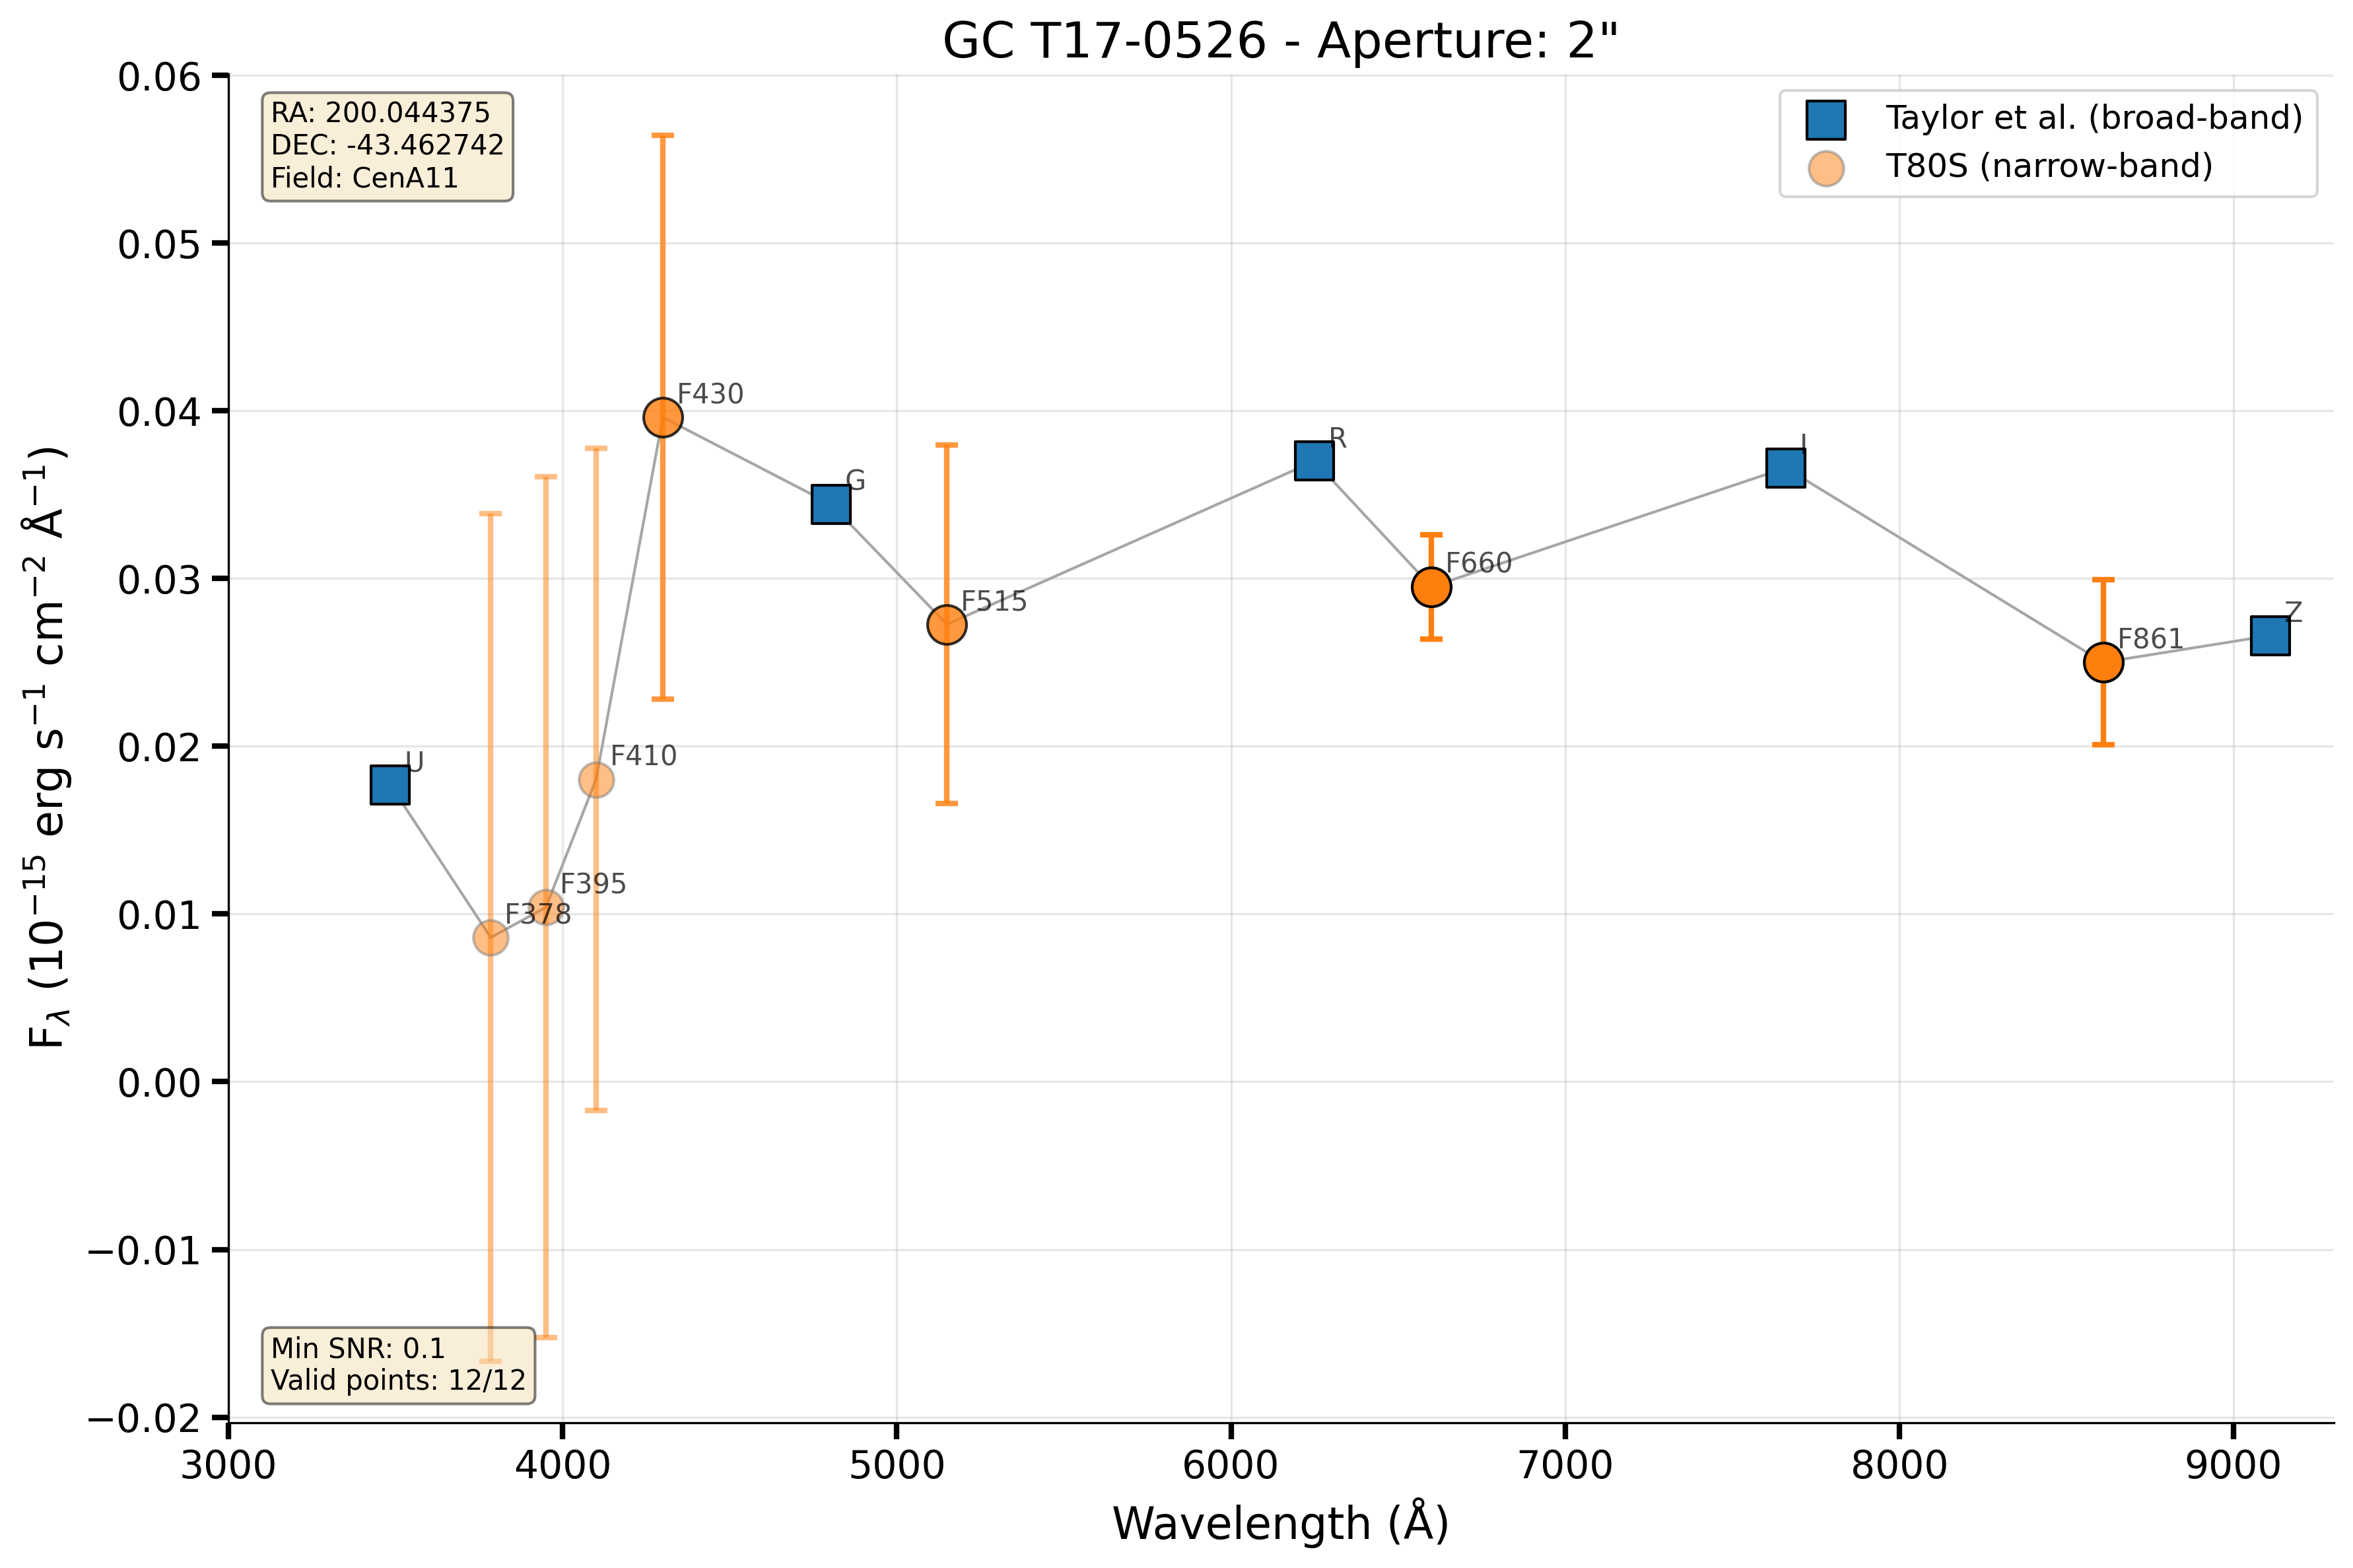 GC T17-0526 - Aperture: 2"
RA: 200.044375
DEC: -43.462742
Field: CenA11
Taylor et al. (broad-band)
T80S (narrow-band)
0.06
0.05
0.04
0.03
0.02
0.01
0.00
−0.01
−0.02
F_λ (10⁻¹⁵ erg s⁻¹ cm⁻² Å⁻¹)
U
F378
F395
F410
F430
G
F515
R
F660
I
F861
Z
Min SNR: 0.1
Valid points: 12/12
3000 4000 5000 6000 7000 8000 9000
Wavelength (Å)